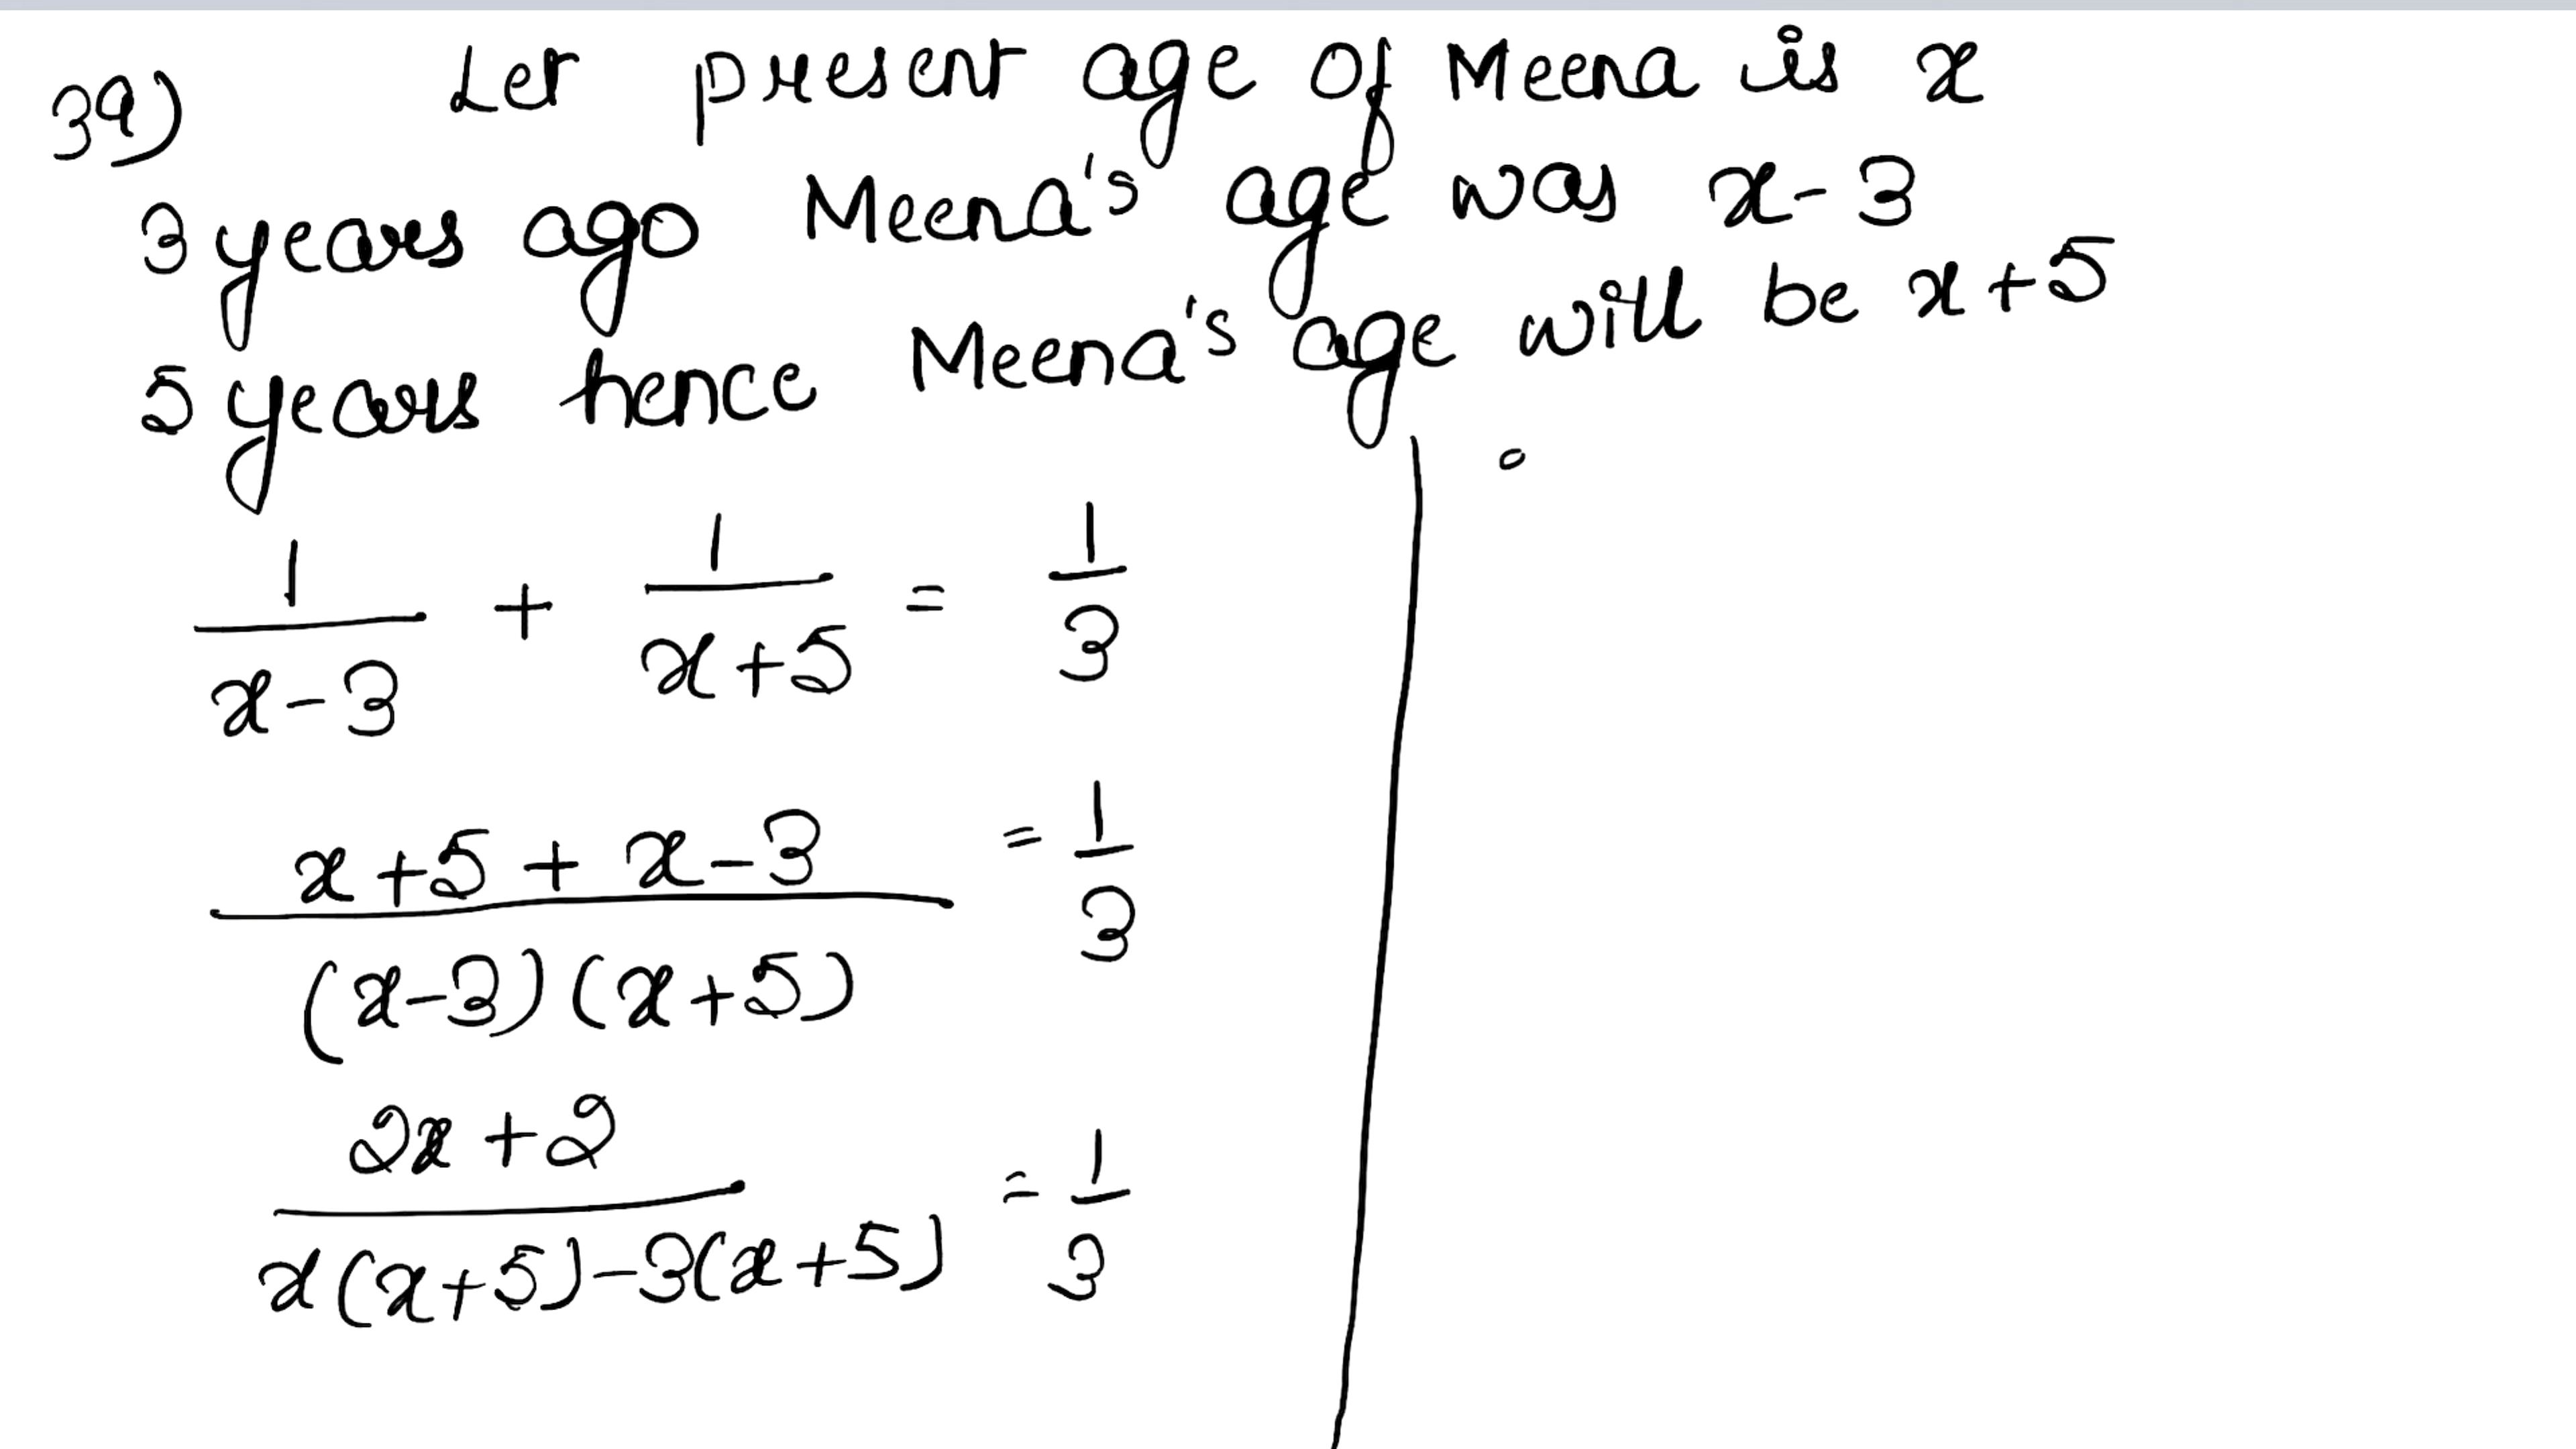 39) Let present age of Meena is x
3 years ago Meena's age was x-3
5 years hence Meena's age will be x+5
1/(x-3) + 1/(x+5) = 1/3
(x+5+x-3)/((x-3)(x+5)) = 1/3
(2x+2)/(x(x+5)-3(x+5)) = 1/3